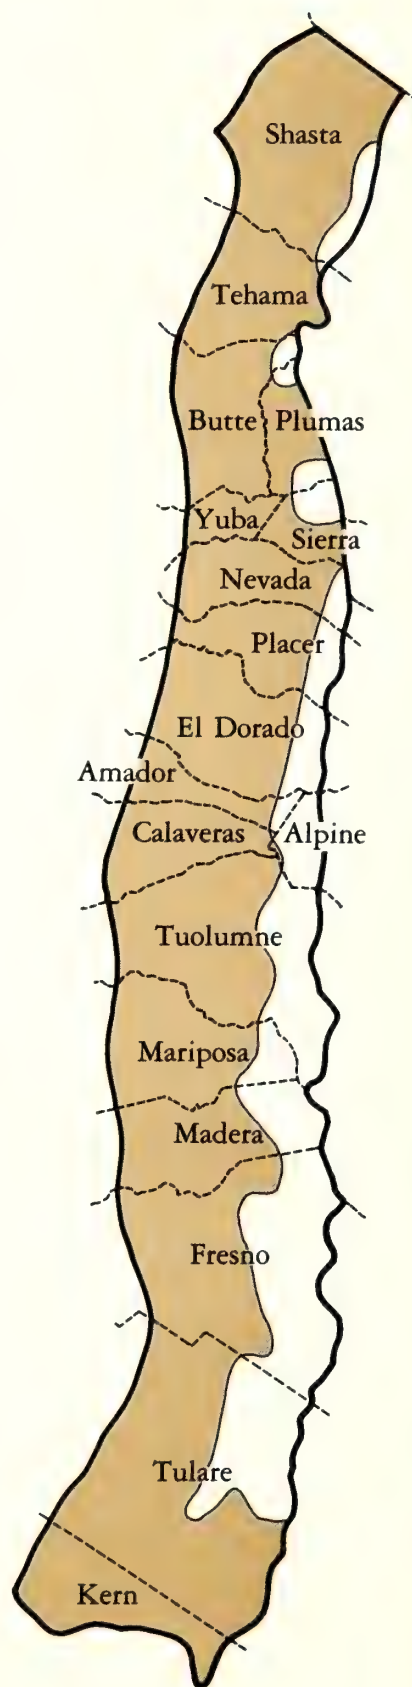 Shasta
Tehama
Butte
Plumas
Yuba
Sierra
Nevada
Placer
El Dorado
Amador
Calaveras
Alpine
Tuolumne
Mariposa
Madera
Fresno
Tulare
Kern